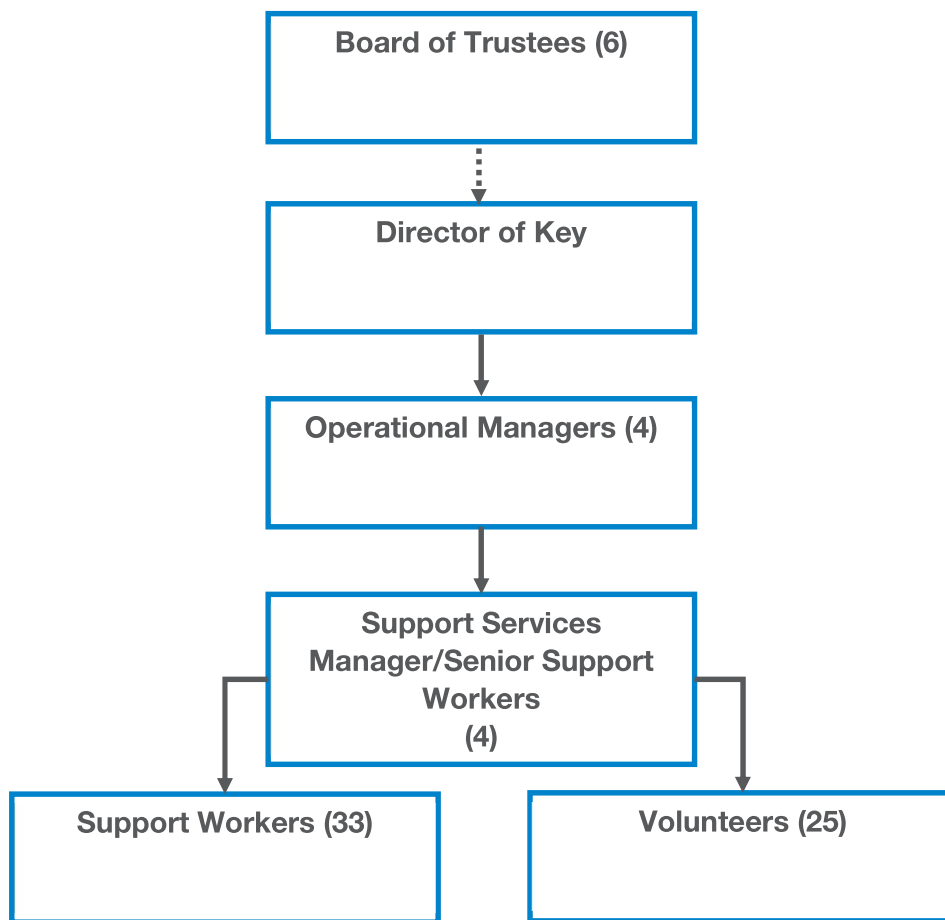 Board of Trustees (6)
Director of Key
Operational Managers (4)
Support Services
Manager/Senior Support
Workers
(4)
Support Workers (33)
Volunteers (25)